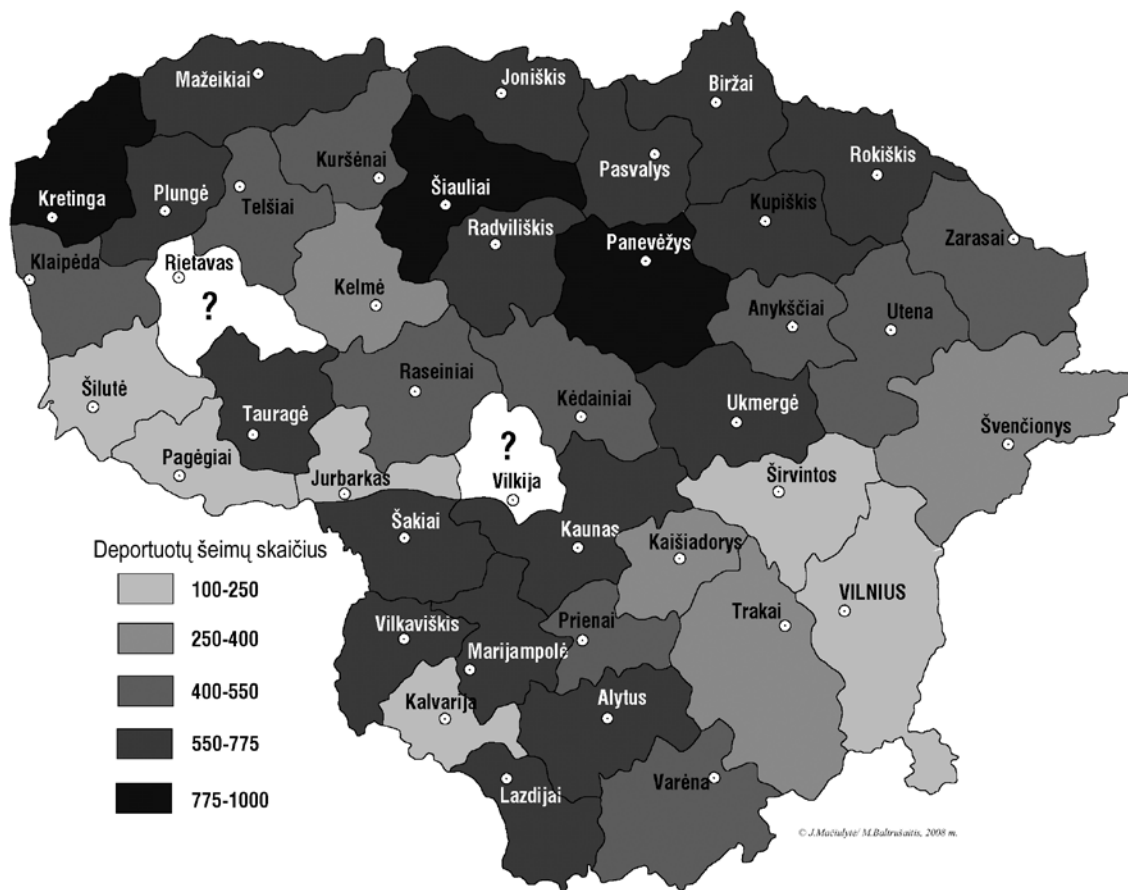 Mažeikiai
Joniškis
Biržai
Kuršėnai
Pasvalys
Rokiškis
Kretinga
Plungė
Telšiai
Šiauliai
Kupiškis
Radviliškis
Panevėžys
Zarasai
Klaipėda
Rietavas
?
Kelmė
Anykščiai
Utena
Šilutė
Raseiniai
Tauragė
Kėdainiai
Ukmergė
Švenčionys
?
Pagėgiai
Jurbarkas
Vilkija
Širvintos
Šakiai
Kaunas
Kaišiadorys
Deportuotų šeimų skaičius
100-250
250-400
400-550
550-775
775-1000
Vilkaviškis
Marijampolė
Prienai
Trakai
VILNIUS
Kalvarija
Alytus
Lazdijai
Varėna
© J.Mačiulytė/ M.Baltrušaitis, 2008 m.